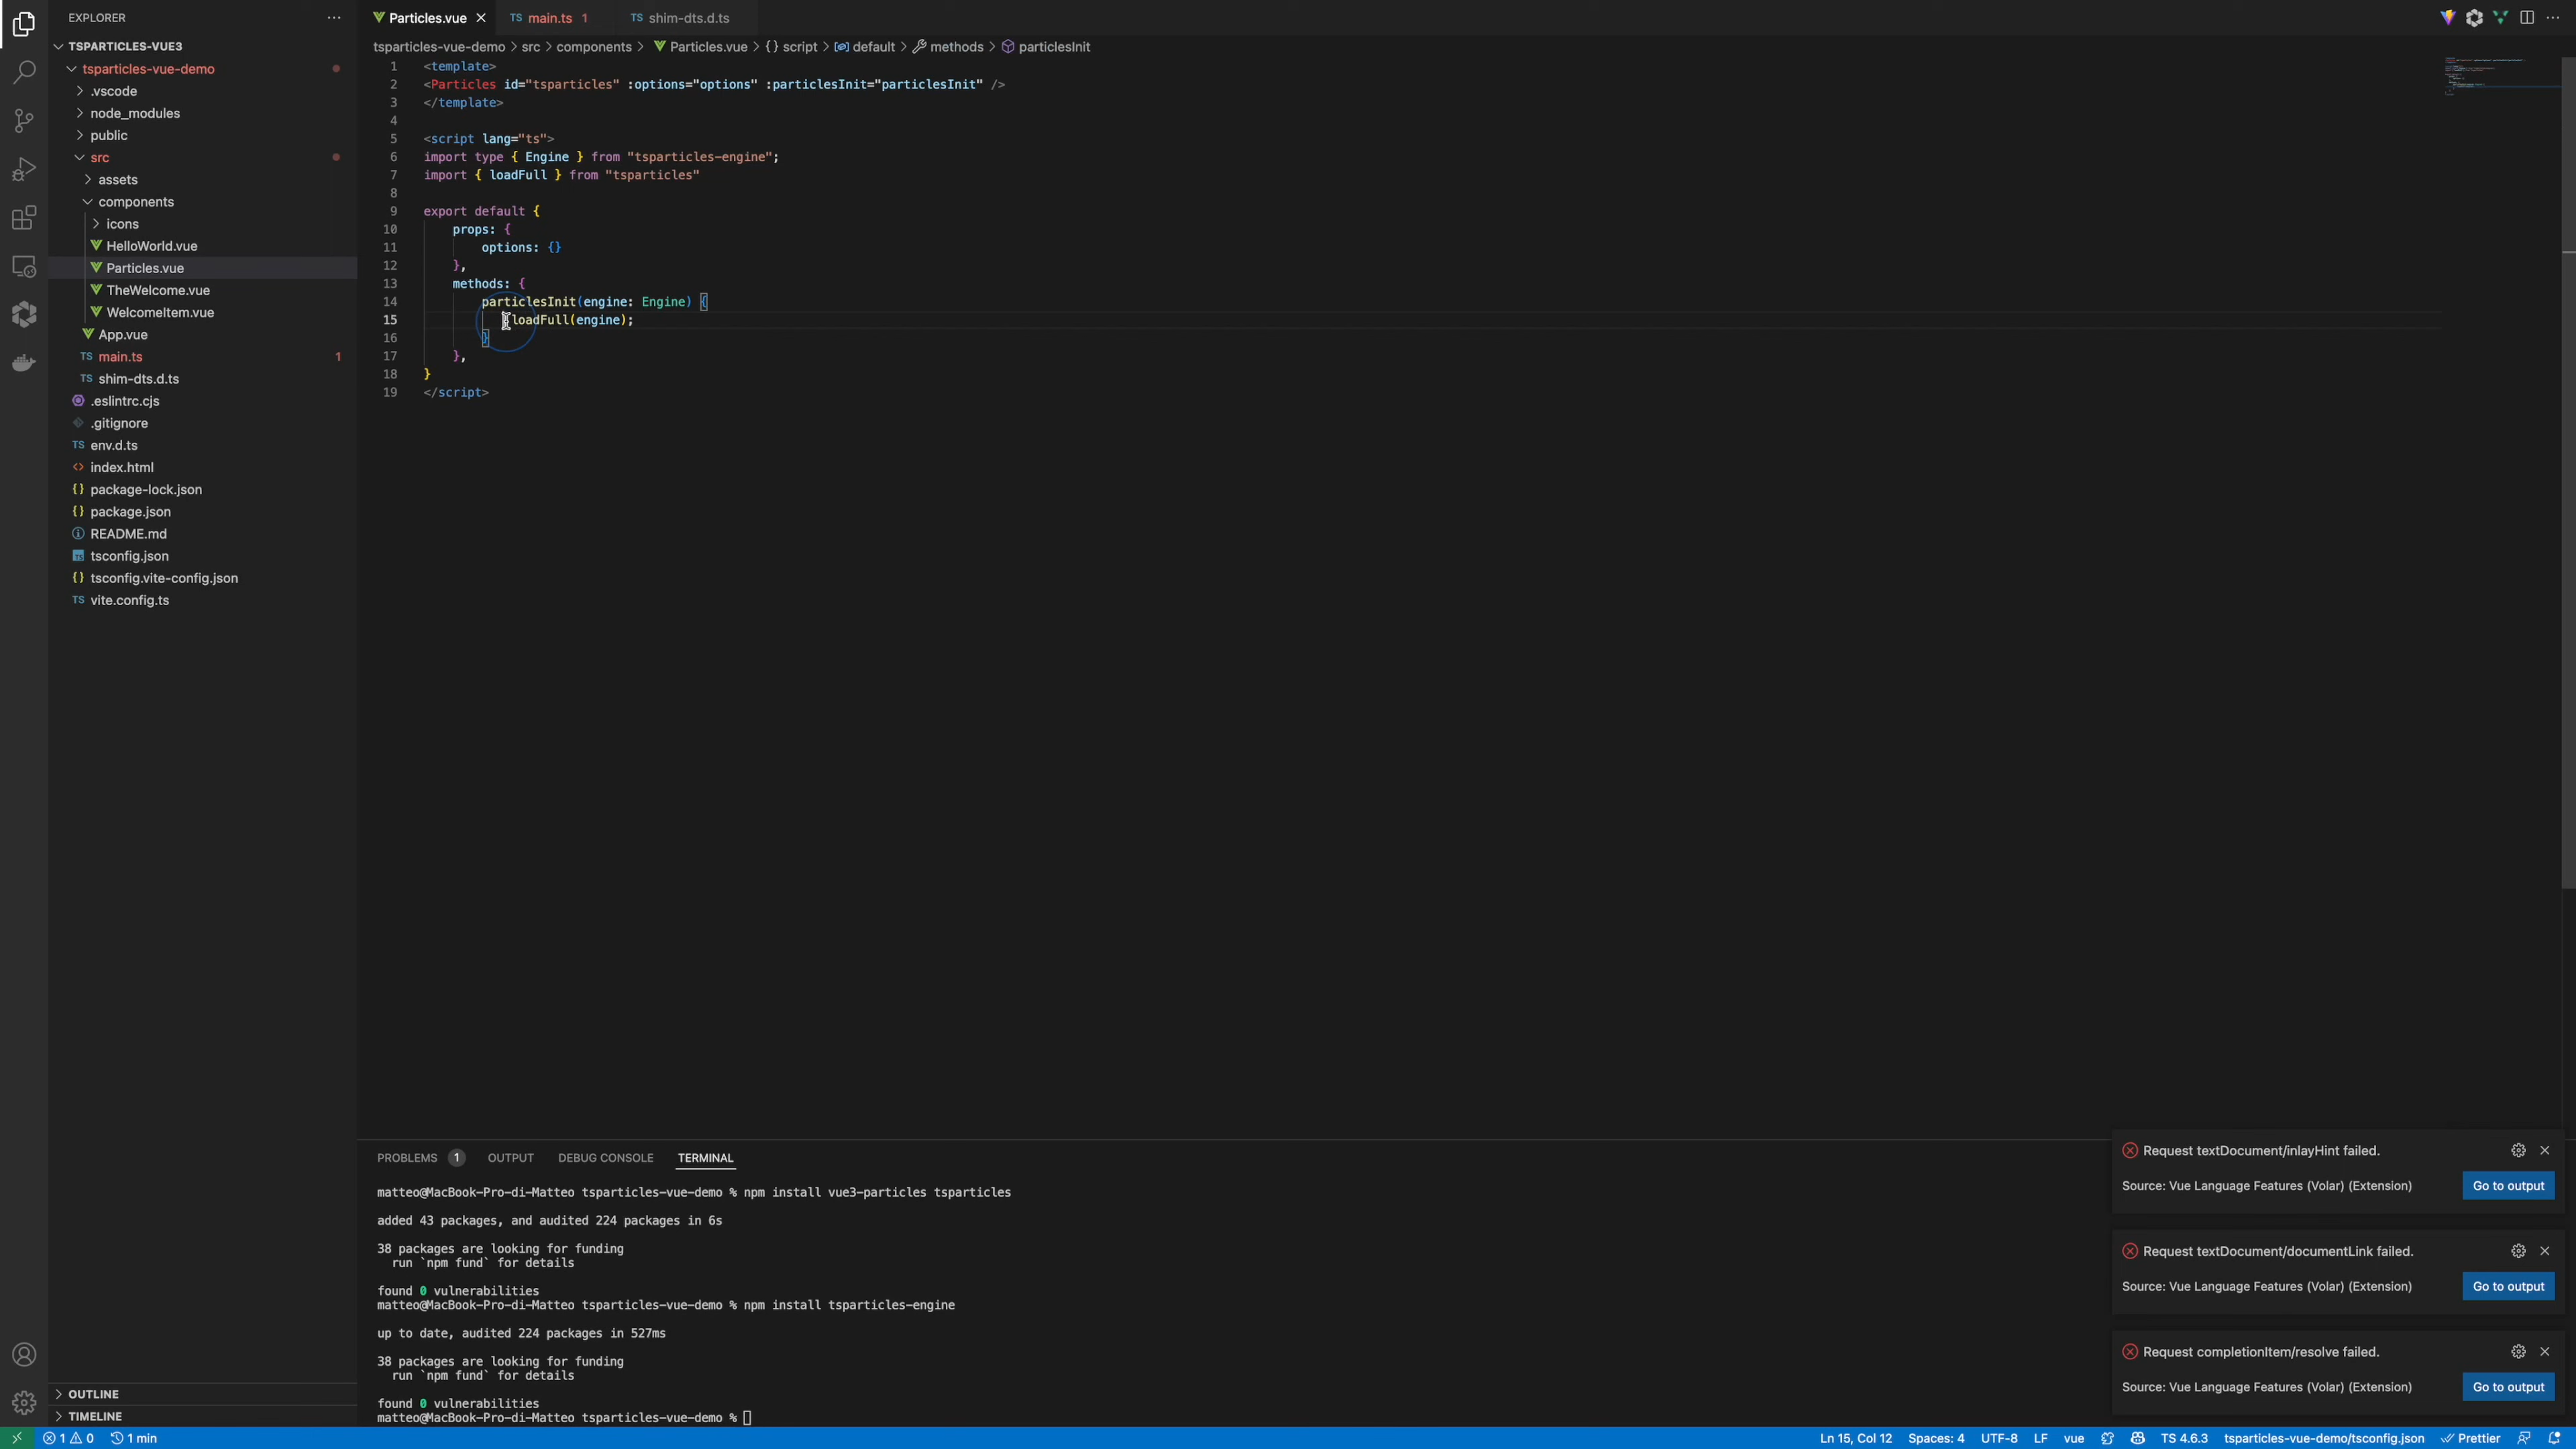 EXPLORER
TSPARTICLES-VUE3
tsparticles-vue-demo
.vscode
node_modules
public
src
assets
components
icons
HelloWorld.vue
Particles.vue
TheWelcome.vue
WelcomeItem.vue
App.vue
TS main.ts 1
TS shim-dts.d.ts
.eslintrc.cjs
.gitignore
TS env.d.ts
index.html
package-lock.json
package.json
README.md
tsconfig.json
tsconfig.vite-config.json
TS vite.config.ts
OUTLINE
TIMELINE
Particles.vue TS main.ts 1 TS shim-dts.d.ts
tsparticles-vue-demo > src > components > Particles.vue > {} script > default > methods > particlesInit
1 <template>
2 <Particles id="tsparticles" :options="options" :particlesInit="particlesInit" />
3 </template>
4
5 <script lang="ts">
6 import type { Engine } from "tsparticles-engine";
7 import { loadFull } from "tsparticles"
8
9 export default {
10 props: {
11 options: {}
12 },
13 methods: {
14 particlesInit(engine: Engine) {
15 loadFull(engine);
16 }
17 },
18 }
19 </script>
PROBLEMS 1 OUTPUT DEBUG CONSOLE TERMINAL
matteo@MacBook-Pro-di-Matteo tsparticles-vue-demo % npm install vue3-particles tsparticles
added 43 packages, and audited 224 packages in 6s
38 packages are looking for funding
run `npm fund` for details
found 0 vulnerabilities
matteo@MacBook-Pro-di-Matteo tsparticles-vue-demo % npm install tsparticles-engine
up to date, audited 224 packages in 527ms
38 packages are looking for funding
run `npm fund` for details
found 0 vulnerabilities
matteo@MacBook-Pro-di-Matteo tsparticles-vue-demo %
Request textDocument/inlayHint failed.
Source: Vue Language Features (Volar) (Extension) Go to output
Request textDocument/documentLink failed.
Source: Vue Language Features (Volar) (Extension) Go to output
Request completionItem/resolve failed.
Source: Vue Language Features (Volar) (Extension) Go to output
1 0 1 min Ln 15, Col 12 Spaces: 4 UTF-8 LF vue TS 4.6.3 tsparticles-vue-demo/tsconfig.json Prettier